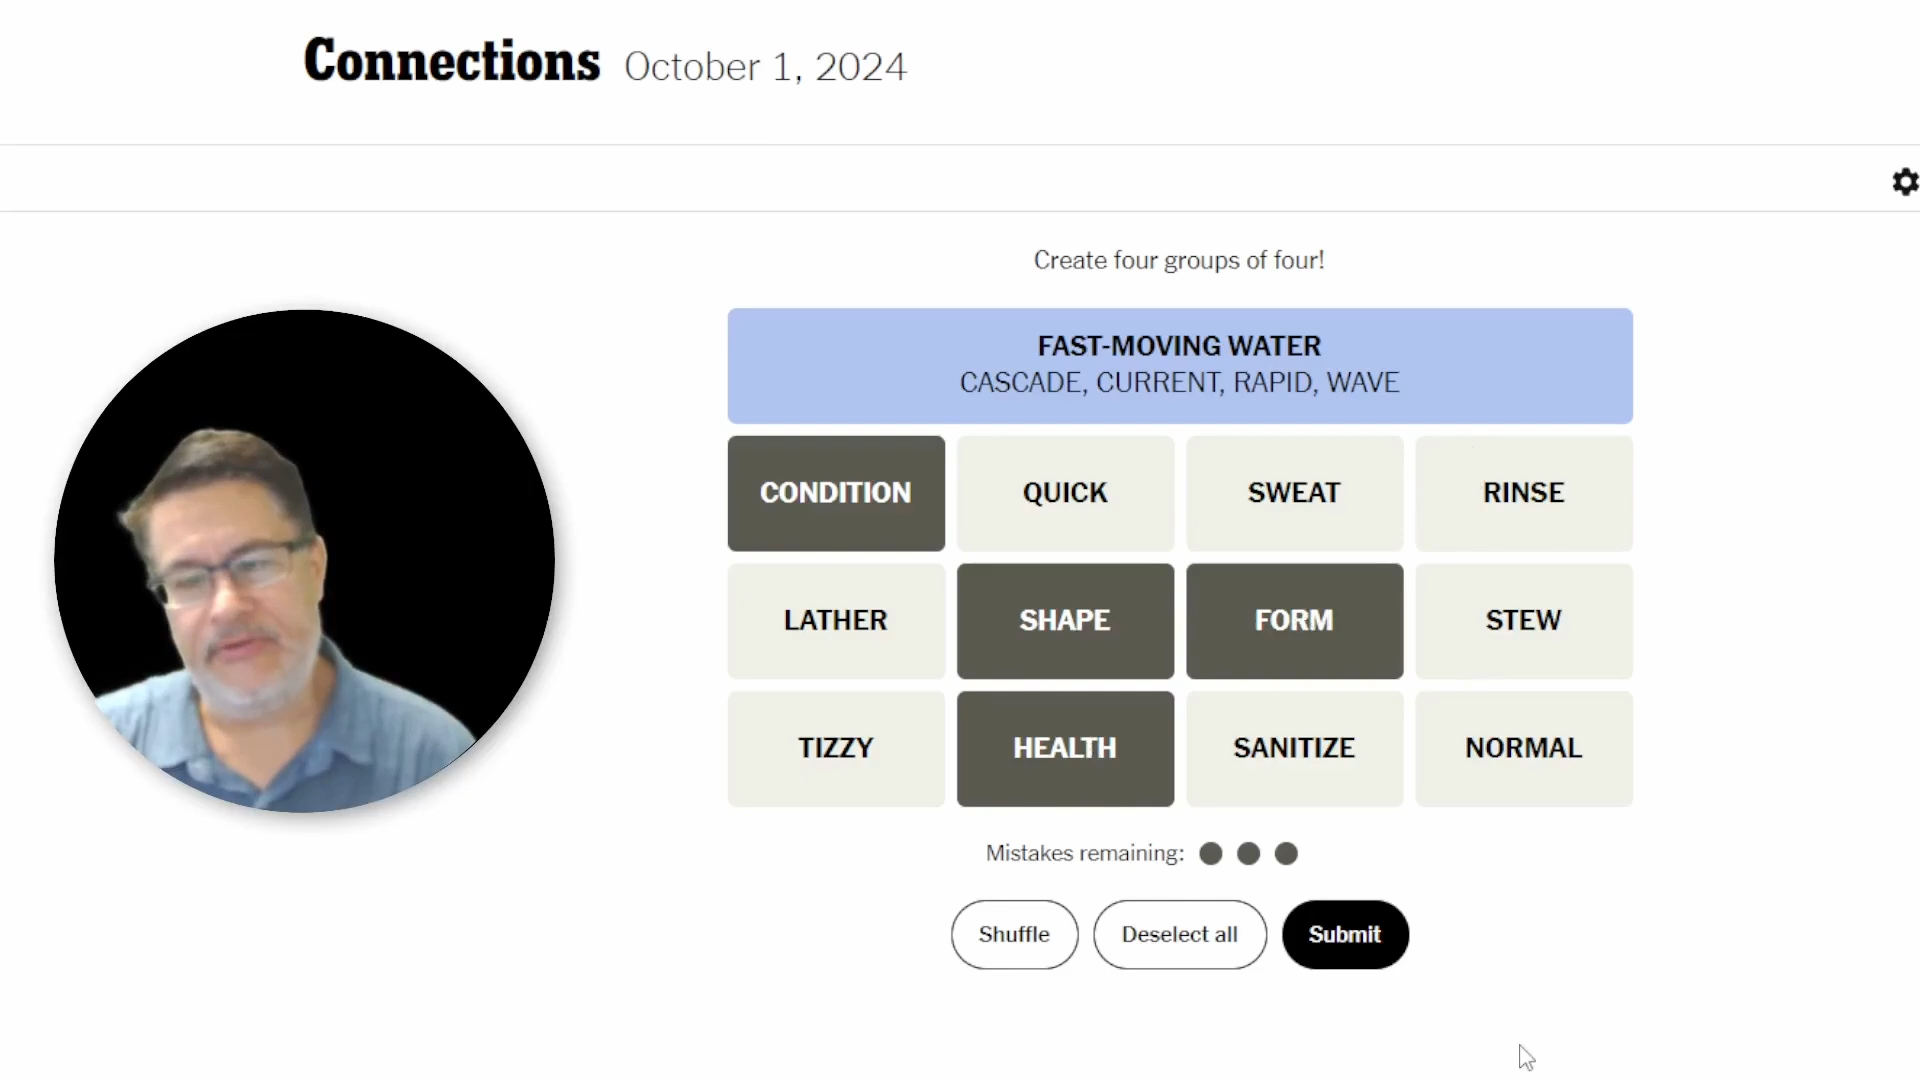 Connections October 1, 2024
Create four groups of four!
FAST-MOVING WATER
CASCADE, CURRENT, RAPID, WAVE
CONDITION QUICK SWEAT RINSE
LATHER SHAPE FORM STEW
TIZZY HEALTH SANITIZE NORMAL
Mistakes remaining:
Shuffle Deselect all Submit